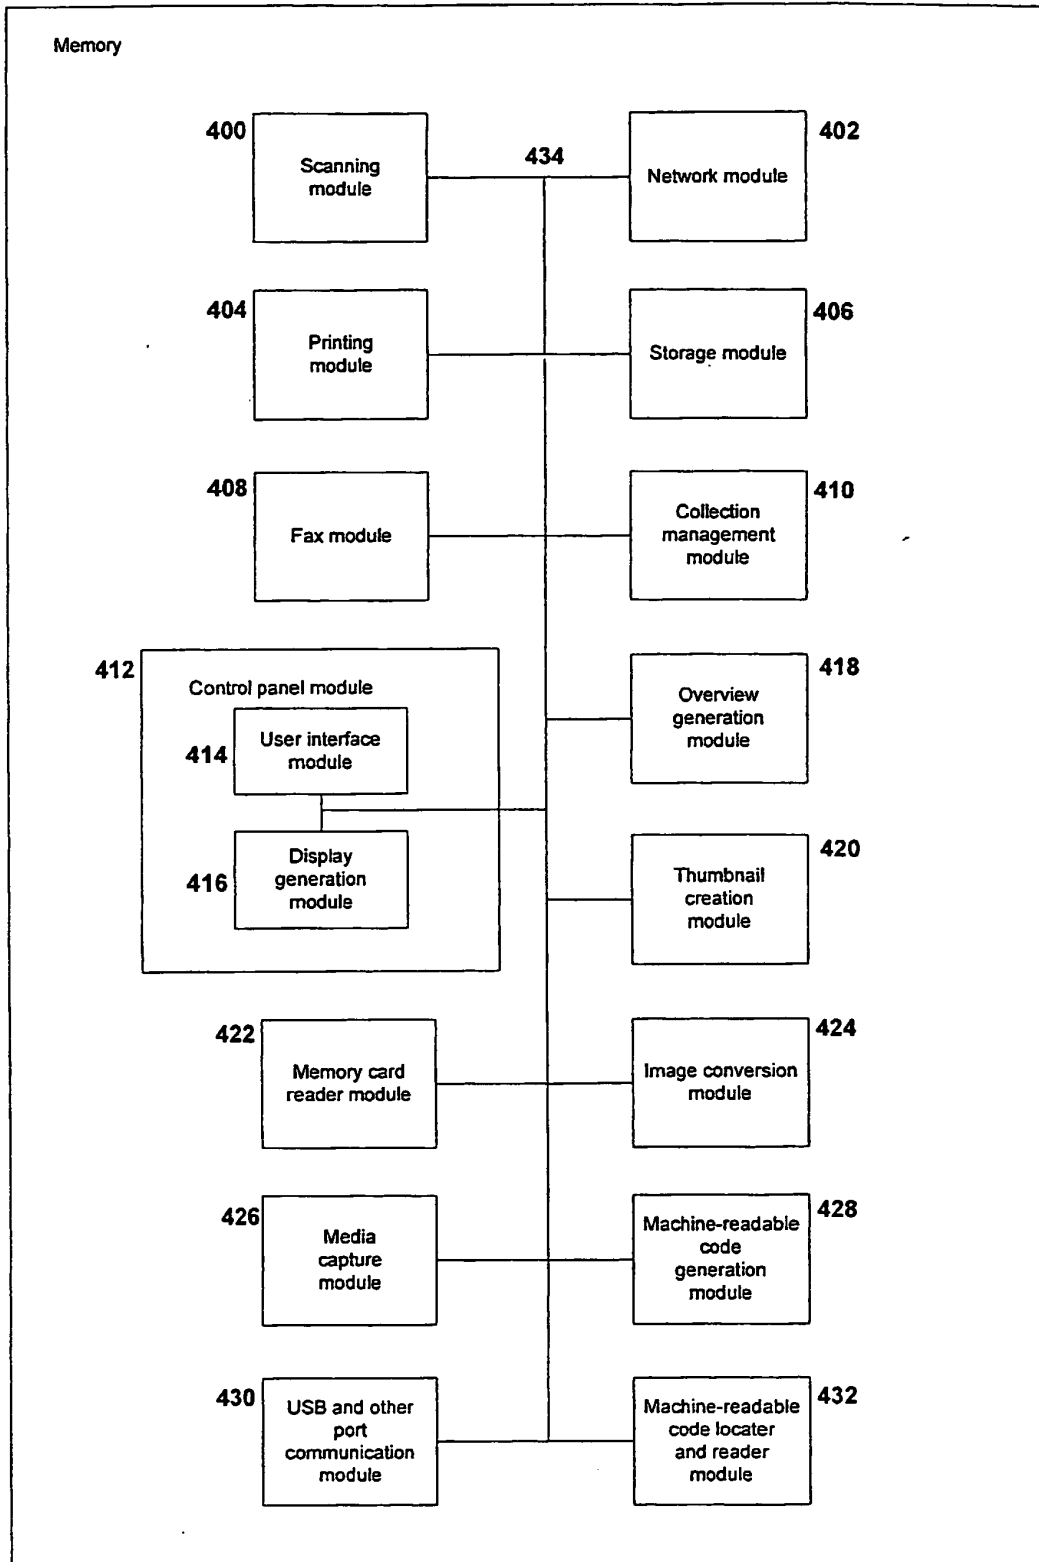 Memory
400
Scanning
module
434
402
Network module
404
Printing
module
406
Storage module
408
Fax module
410
Collection
management
module
412
Control panel module
414
User interface
module
416
Display
generation
module
418
Overview
generation
module
420
Thumbnail
creation
module
422
Memory card
reader module
424
Image conversion
module
426
Media
capture
module
428
Machine-readable
code
generation
module
430
USB and other
port
communication
module
432
Machine-readable
code locater
and reader
module